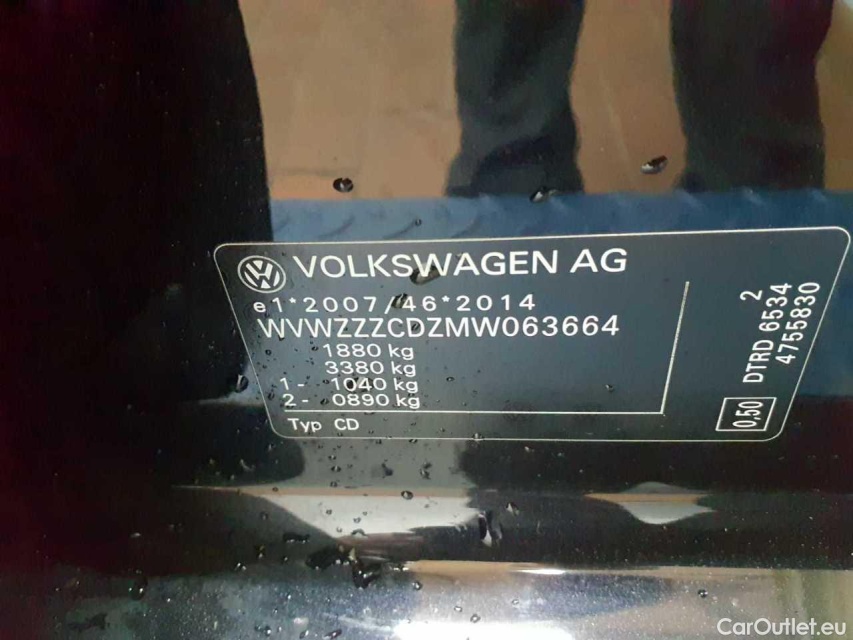 VOLKSWAGEN AG
e1*2007/46*2014
WVWZZZCDZMW063664
1880 kg
3380 kg
1- 1040 kg
2- 0890 kg
Typ CD
2
DTRD 6534
4755830
0,50
CarOutlet.eu